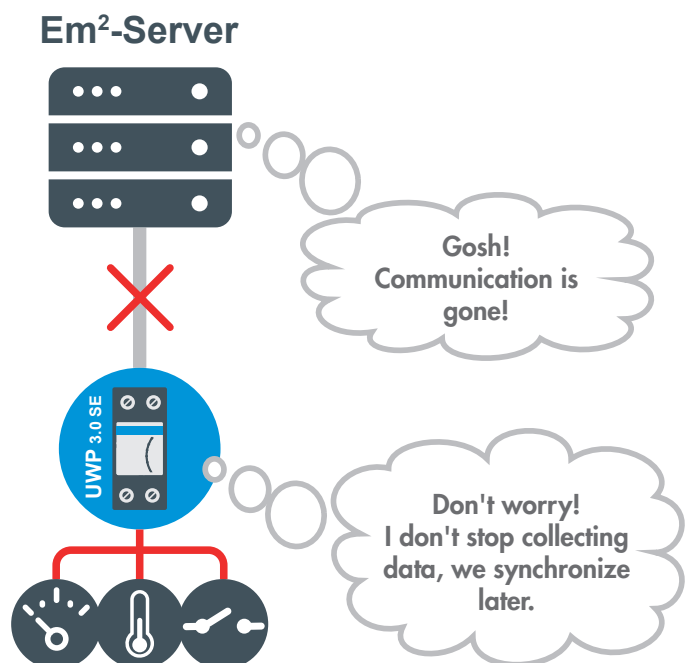 Em²-Server
Gosh!
Communication is
gone!
UWP 3.0 SE
Don't worry!
I don't stop collecting
data, we synchronize
later.